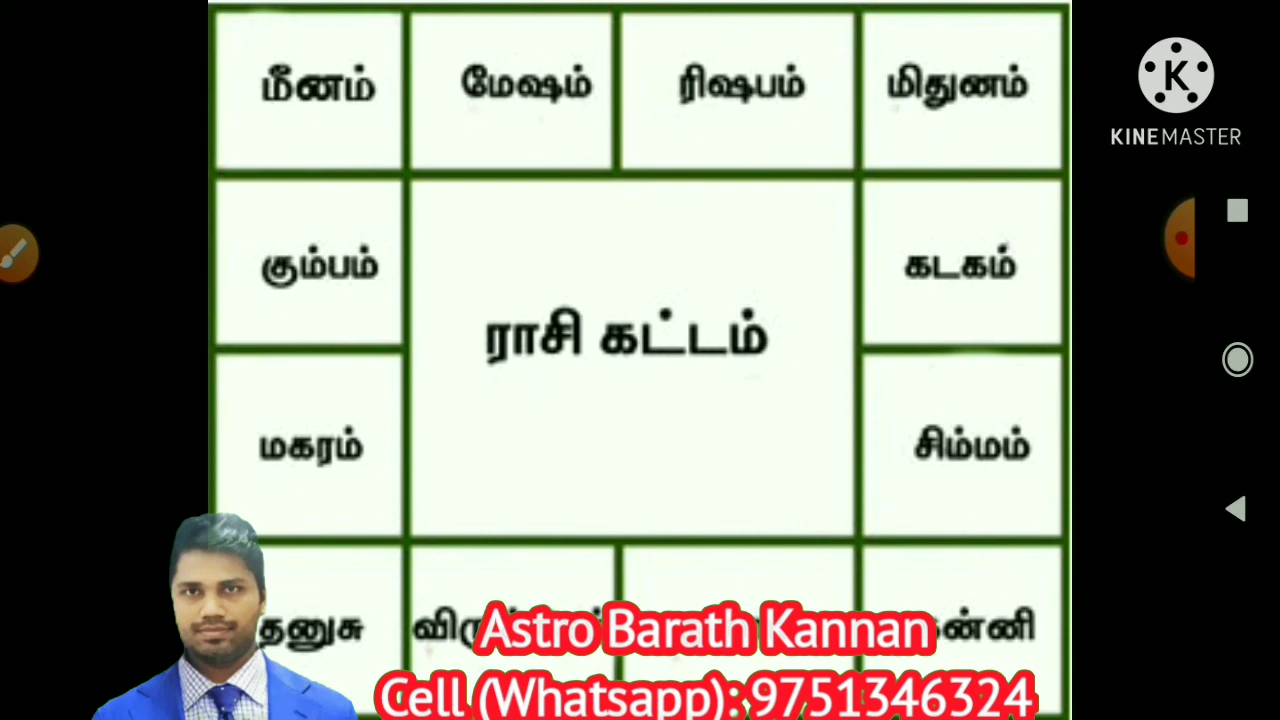 மீனம் மேஷம் ரிஷபம் மிதுனம்
KINEMASTER
கும்பம் கடகம்
ராசி கட்டம்
மகரம் சிம்மம்
தனுசு
Astro Barath Kannan
Cell (Whatsapp): 9751346324